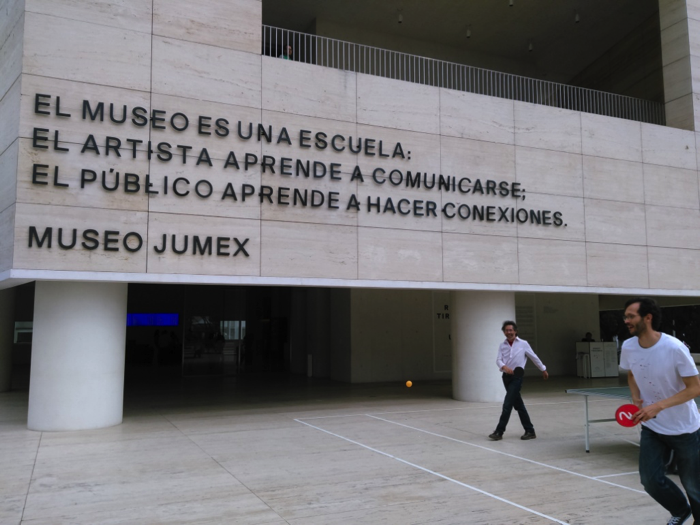 EL MUSEO ES UNA ESCUELA:
EL ARTISTA APRENDE A COMUNICARSE;
EL PÚBLICO APRENDE A HACER CONEXIONES.
MUSEO JUMEX